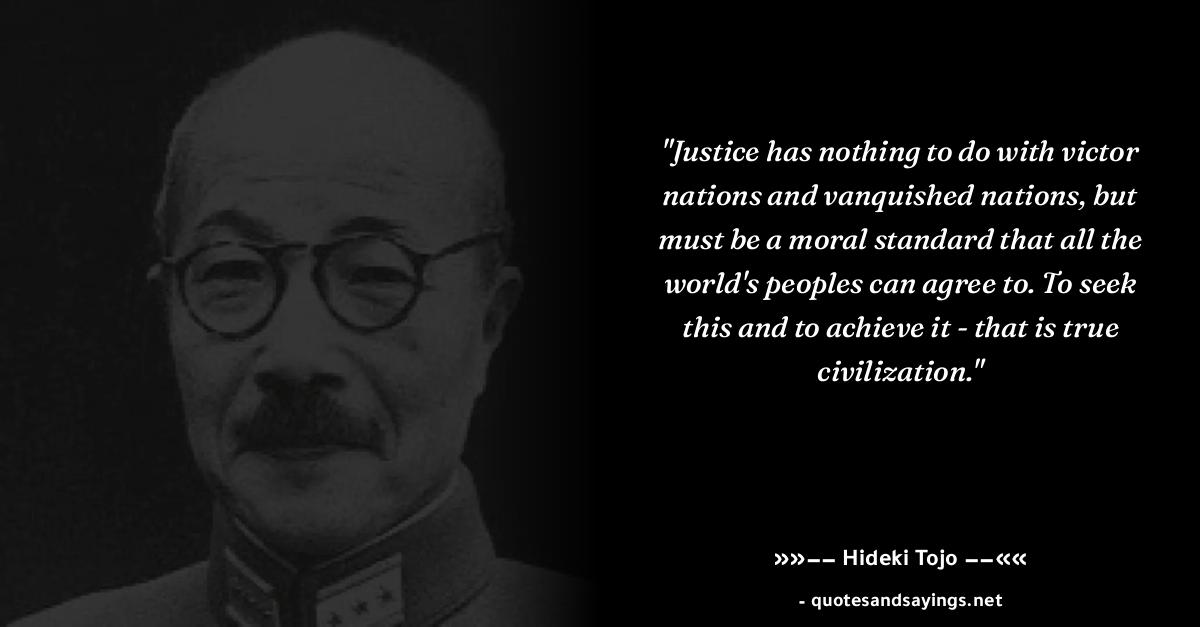 "Justice has nothing to do with victor
nations and vanquished nations, but
must be a moral standard that all the
world's peoples can agree to. To seek
this and to achieve it - that is true
civilization."
»»–– Hideki Tojo ––««
- quotesandsayings.net